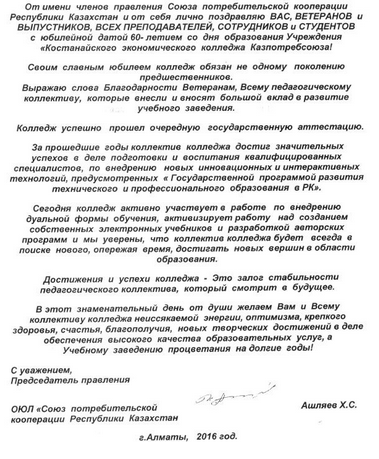 От имени членов правления Союза потребительской кооперации
Республики Казахстан и от себя лично поздравляю ВАС, ВЕТЕРАНОВ и
ВЫПУСТНИКОВ, ВСЕХ ПРЕПОДАВАТЕЛЕЙ, СОТРУДНИКОВ и СТУДЕНТОВ
с юбилейной датой 60- летием со дня образования Учреждения
«Костанайского экономического колледжа Казпотребсоюза!
Своим славным юбилеем колледж обязан не одному поколению
предшественников.
Выражаю слова Благодарности Ветеранам, Всему педагогическому
коллективу, которые внесли и вносят большой вклад в развитие
учебного заведения.
Колледж успешно прошел очередную государственную аттестацию.
За прошедшие годы коллектив колледжа достиг значительных
успехов в деле подготовки и воспитания квалифицированных
специалистов, по внедрению новых инновационных и интерактивных
технологий, предусмотренных « Государственной программой развития
технического и профессионального образования в РК».
Сегодня колледж активно участвует в работе по внедрению
дуальной формы обучения, активизирует работу над созданием
собственных электронных учебников и разработкой авторских
программ и мы уверены, что коллектив колледжа будет всегда в
поиске нового, опережая время, достигать новых вершин в области
образования.
Достижения и успехи колледжа - Это залог стабильности
педагогического коллектива, который смотрит в будущее.
В этот знаменательный день от души желаем Вам и Всему
коллективу колледжа неиссякаемой энергии, оптимизма, крепкого
здоровья, счастья, благополучия, новых творческих достижений в деле
обеспечения высокого качества образовательных услуг, а
Учебному заведению процветания на долгие годы!
С уважением,
Председатель правления
ОЮЛ «Союз потребительской
кооперации Республики Казахстан
Ашляев Х.С.
г.Алматы, 2016 год.